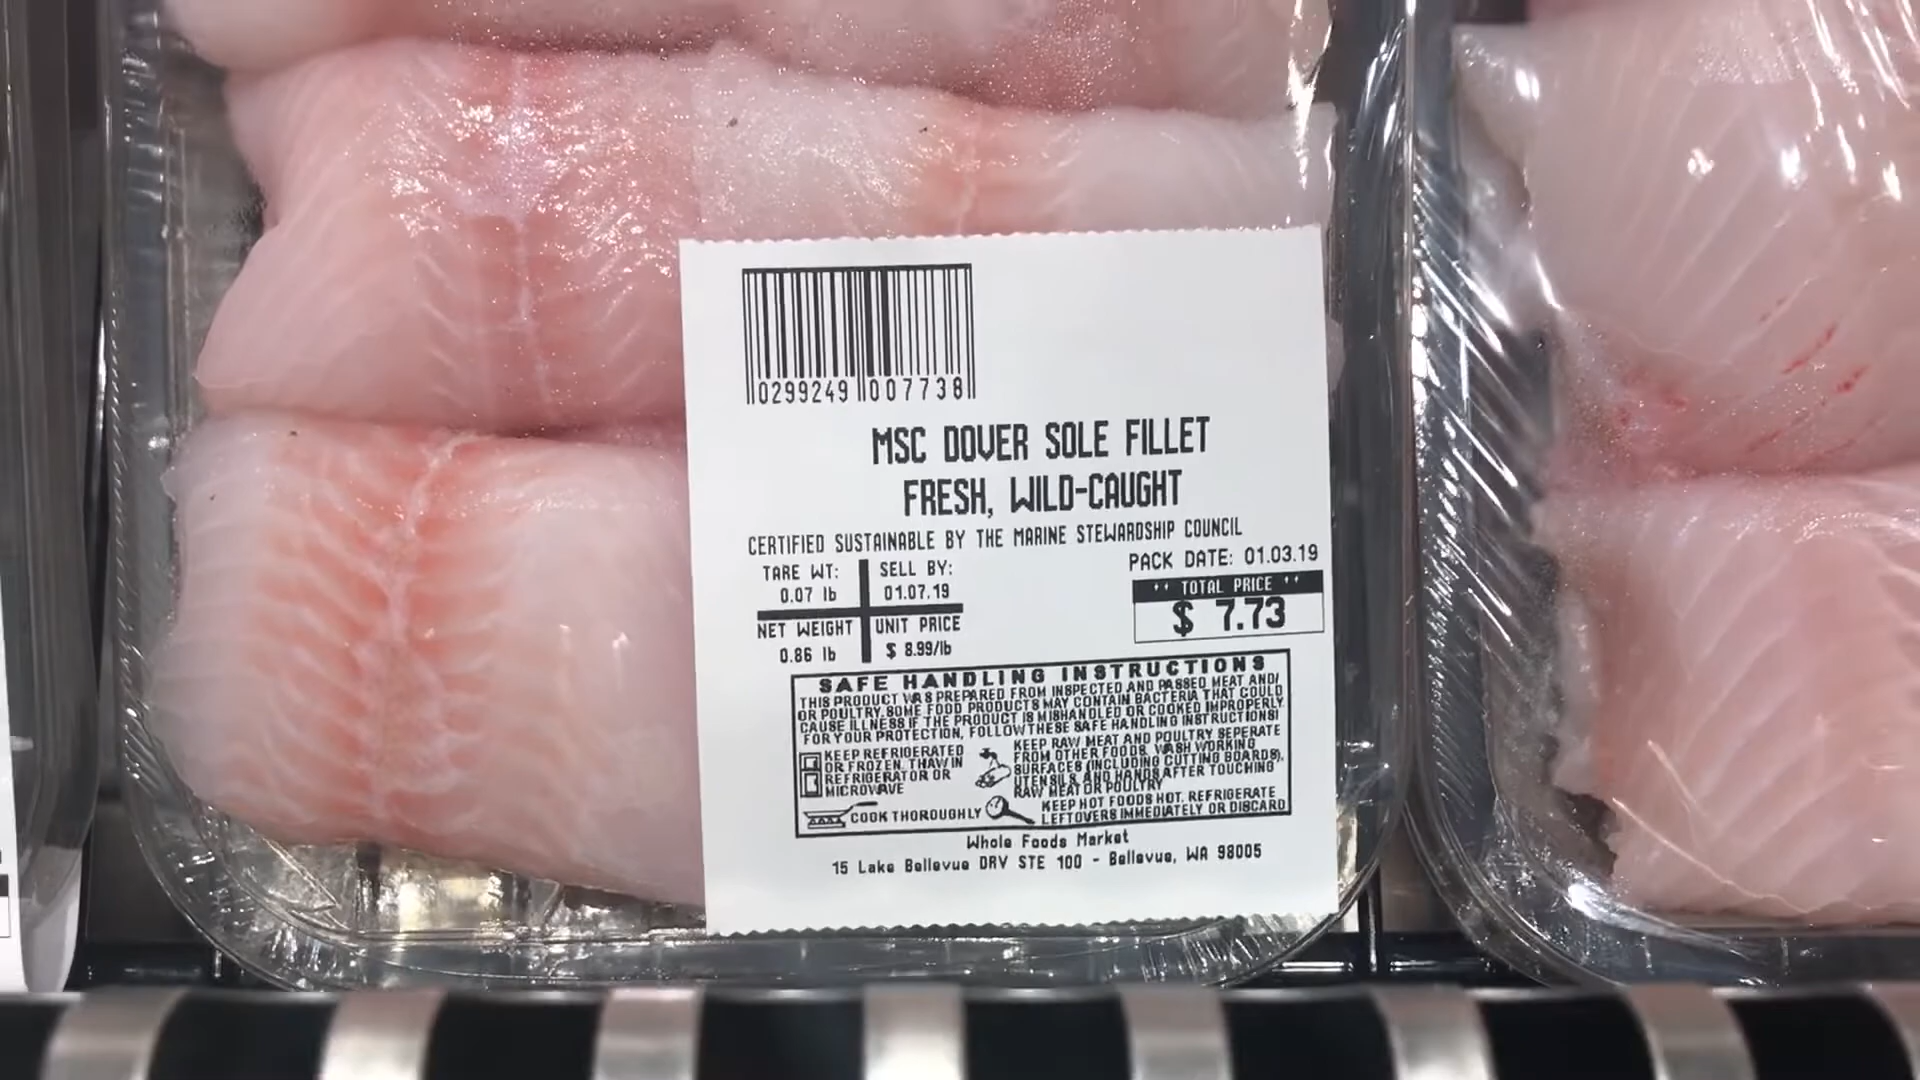 0299249 007738
MSC DOVER SOLE FILLET
FRESH, WILD-CAUGHT
CERTIFIED SUSTAINABLE BY THE MARINE STEWARDSHIP COUNCIL
PACK DATE: 01.03.19
TARE WT:
0.07 lb
SELL BY:
01.07.19
TOTAL PRICE
$ 7.73
NET WEIGHT
0.86 lb
UNIT PRICE
$ 8.99/lb
SAFE HANDLING INSTRUCTIONS
THIS PRODUCT WAS PREPARED FROM INSPECTED AND PASSED MEAT AND/
OR POULTRY. SOME FOOD PRODUCTS MAY CONTAIN BACTERIA THAT COULD
CAUSE ILLNESS IF THE PRODUCT IS MISHANDLED OR COOKED IMPROPERLY.
FOR YOUR PROTECTION, FOLLOW THESE SAFE HANDLING INSTRUCTIONS!
KEEP REFRIGERATED
OR FROZEN. THAW IN
REFRIGERATOR OR
MICROWAVE
KEEP RAW MEAT AND POULTRY SEPERATE
FROM OTHER FOODS. WASH WORKING
SURFACES (INCLUDING CUTTING BOARDS),
UTENSILS, AND HANDS AFTER TOUCHING
RAW MEAT OR POULTRY
COOK THOROUGHLY
KEEP HOT FOODS HOT. REFRIGERATE
LEFTOVERS IMMEDIATELY OR DISCARD
Whole Foods Market
15 Lake Bellevue DRV STE 100 - Bellevue, WA 98005